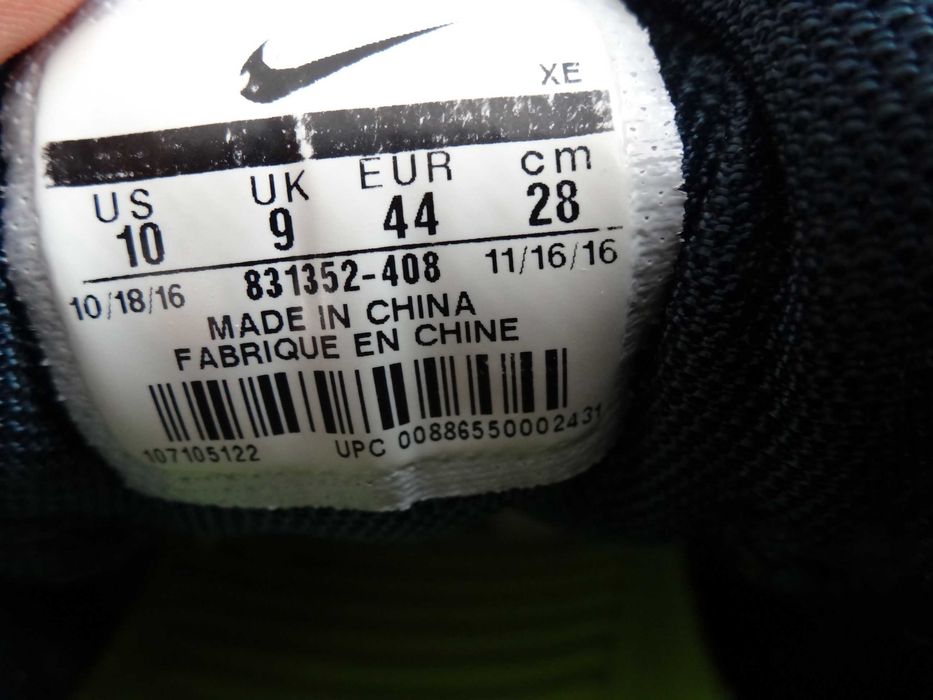 XE
US UK EUR cm
10 9 44 28
10/18/16 831352-408 11/16/16
MADE IN CHINA
FABRIQUE EN CHINE
107105122 UPC 00886550002431